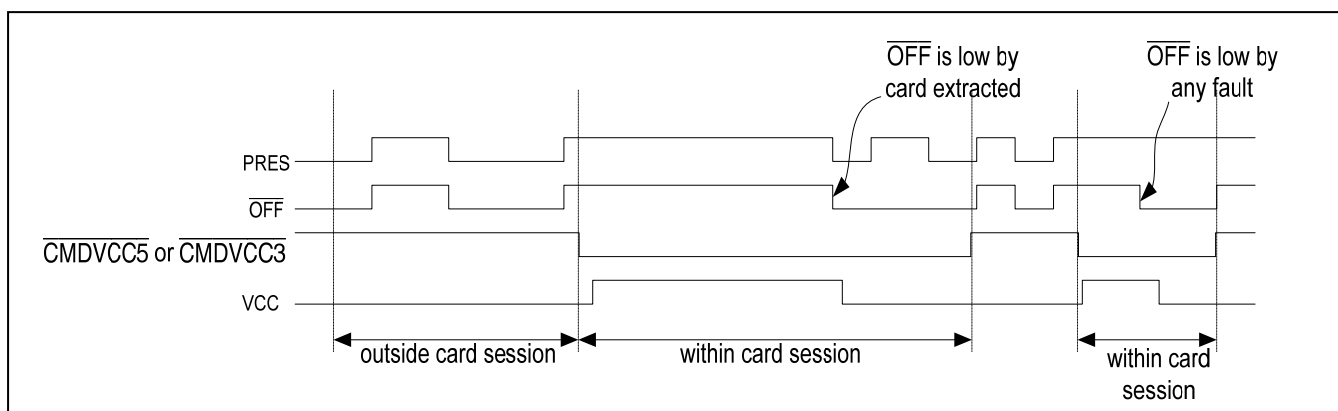 OFF is low by
card extracted
OFF is low by
any fault
PRES
OFF
CMDVCC5 or CMDVCC3
VCC
outside card session
within card session
within card
session